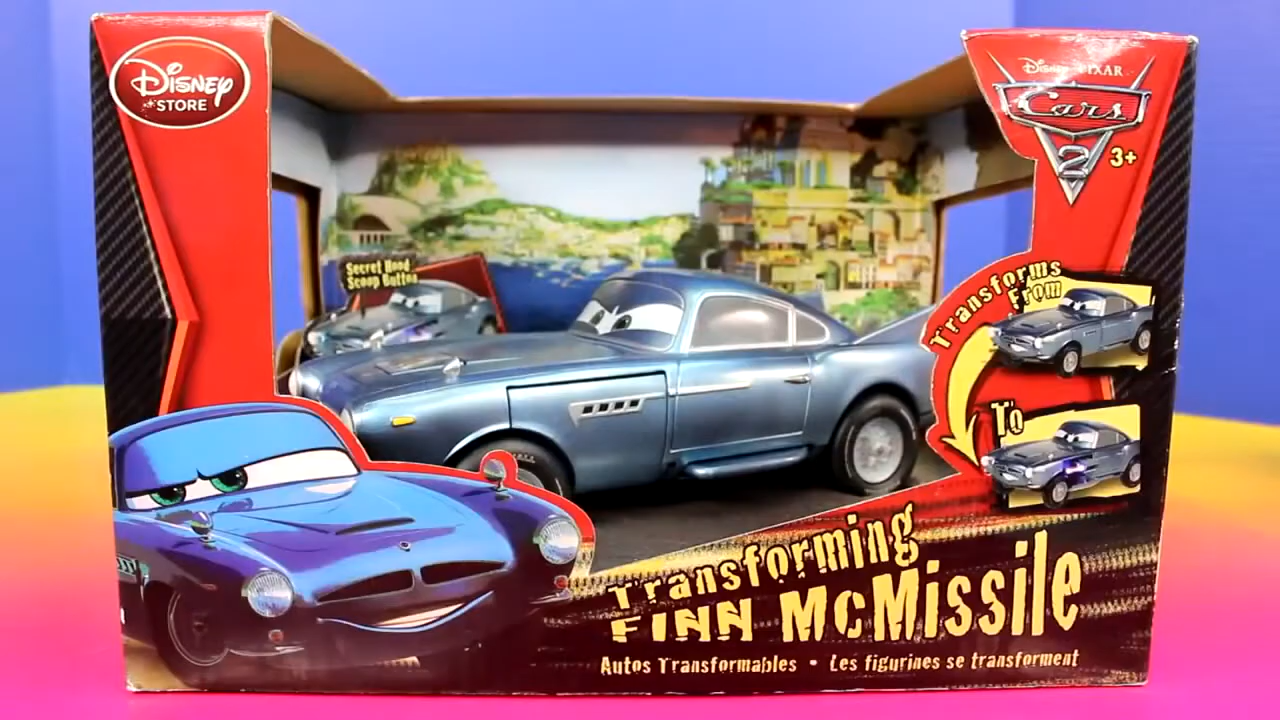 Disney
STORE
Disney PIXAR
Cars
2
3+
Secret Hood
Scoop Button
Transforms
From
To
Transforming
Finn McMissile
Autos Transformables • Les figurines se transforment